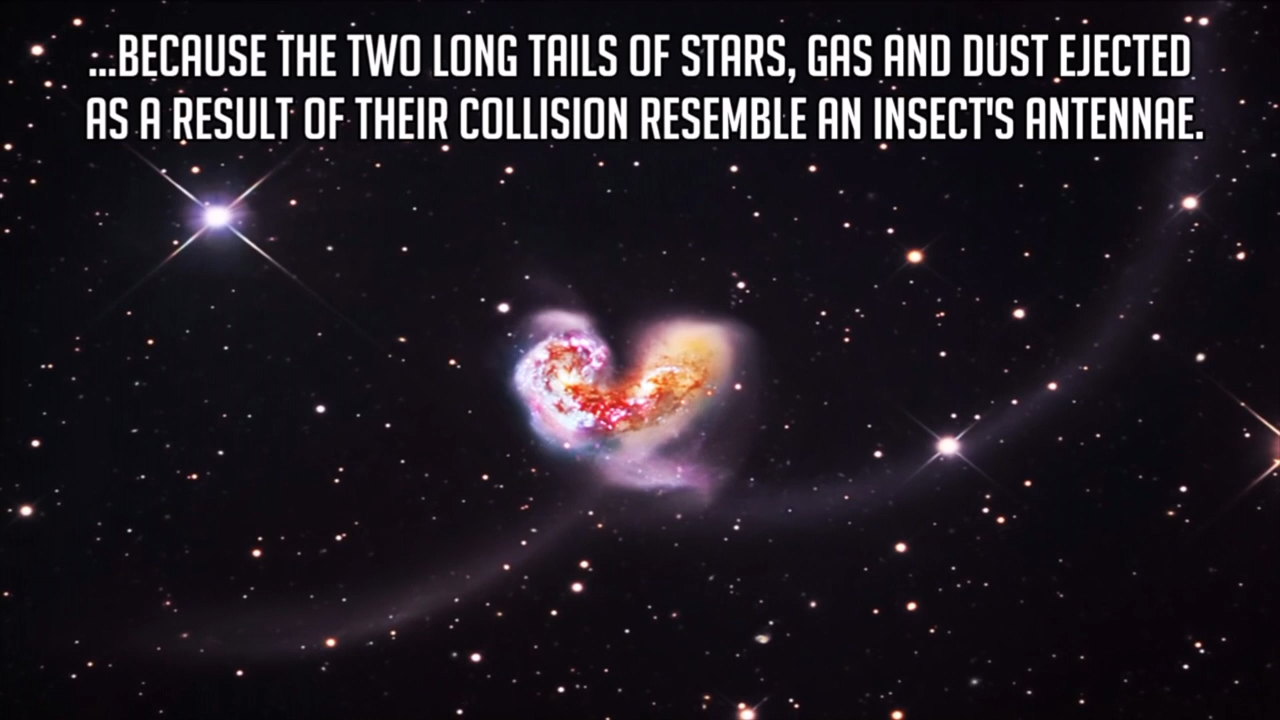 ...BECAUSE THE TWO LONG TAILS OF STARS, GAS AND DUST EJECTED
AS A RESULT OF THEIR COLLISION RESEMBLE AN INSECT'S ANTENNAE.